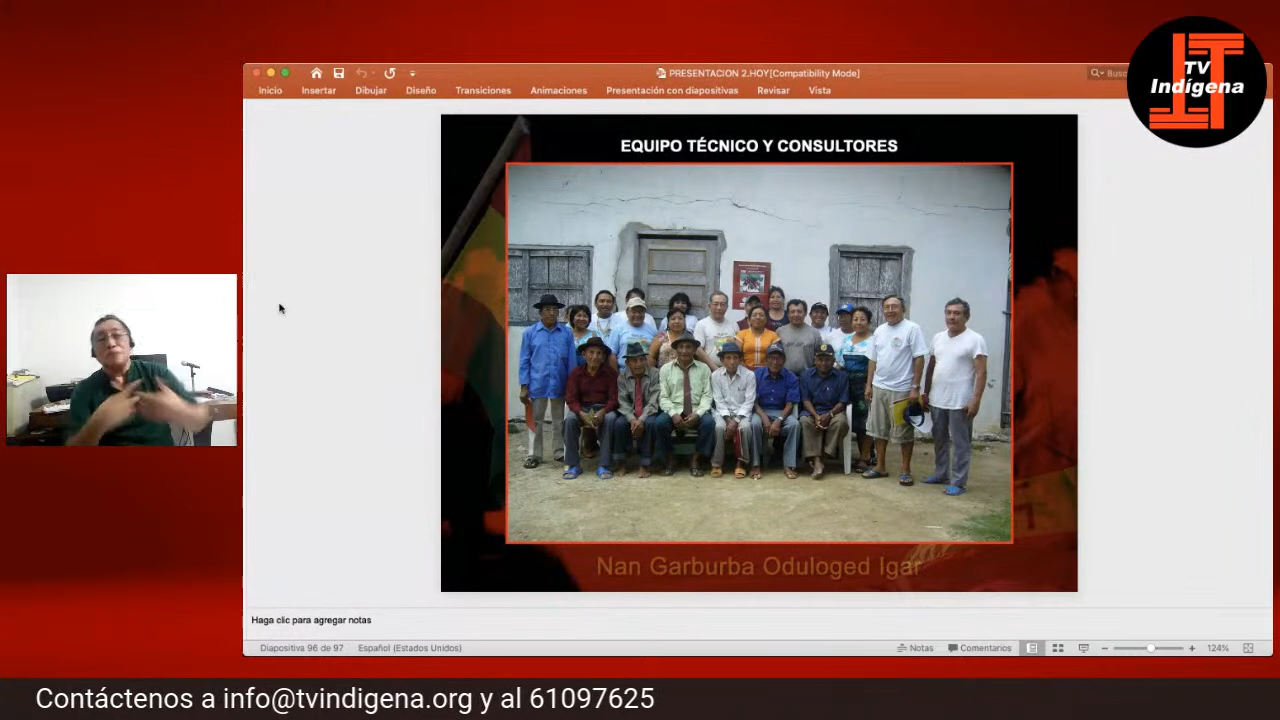 PRESENTACION 2.HOY[Compatibility Mode]
Busc
Inicio Insertar Dibujar Diseño Transiciones Animaciones Presentación con diapositivas Revisar Vista
TV
Indígena
EQUIPO TÉCNICO Y CONSULTORES
Nan Garburba Oduloged Igar
Haga clic para agregar notas
Diapositiva 96 de 97 Español (Estados Unidos) Notas Comentarios 124%
Contáctenos a info@tvindigena.org y al 61097625